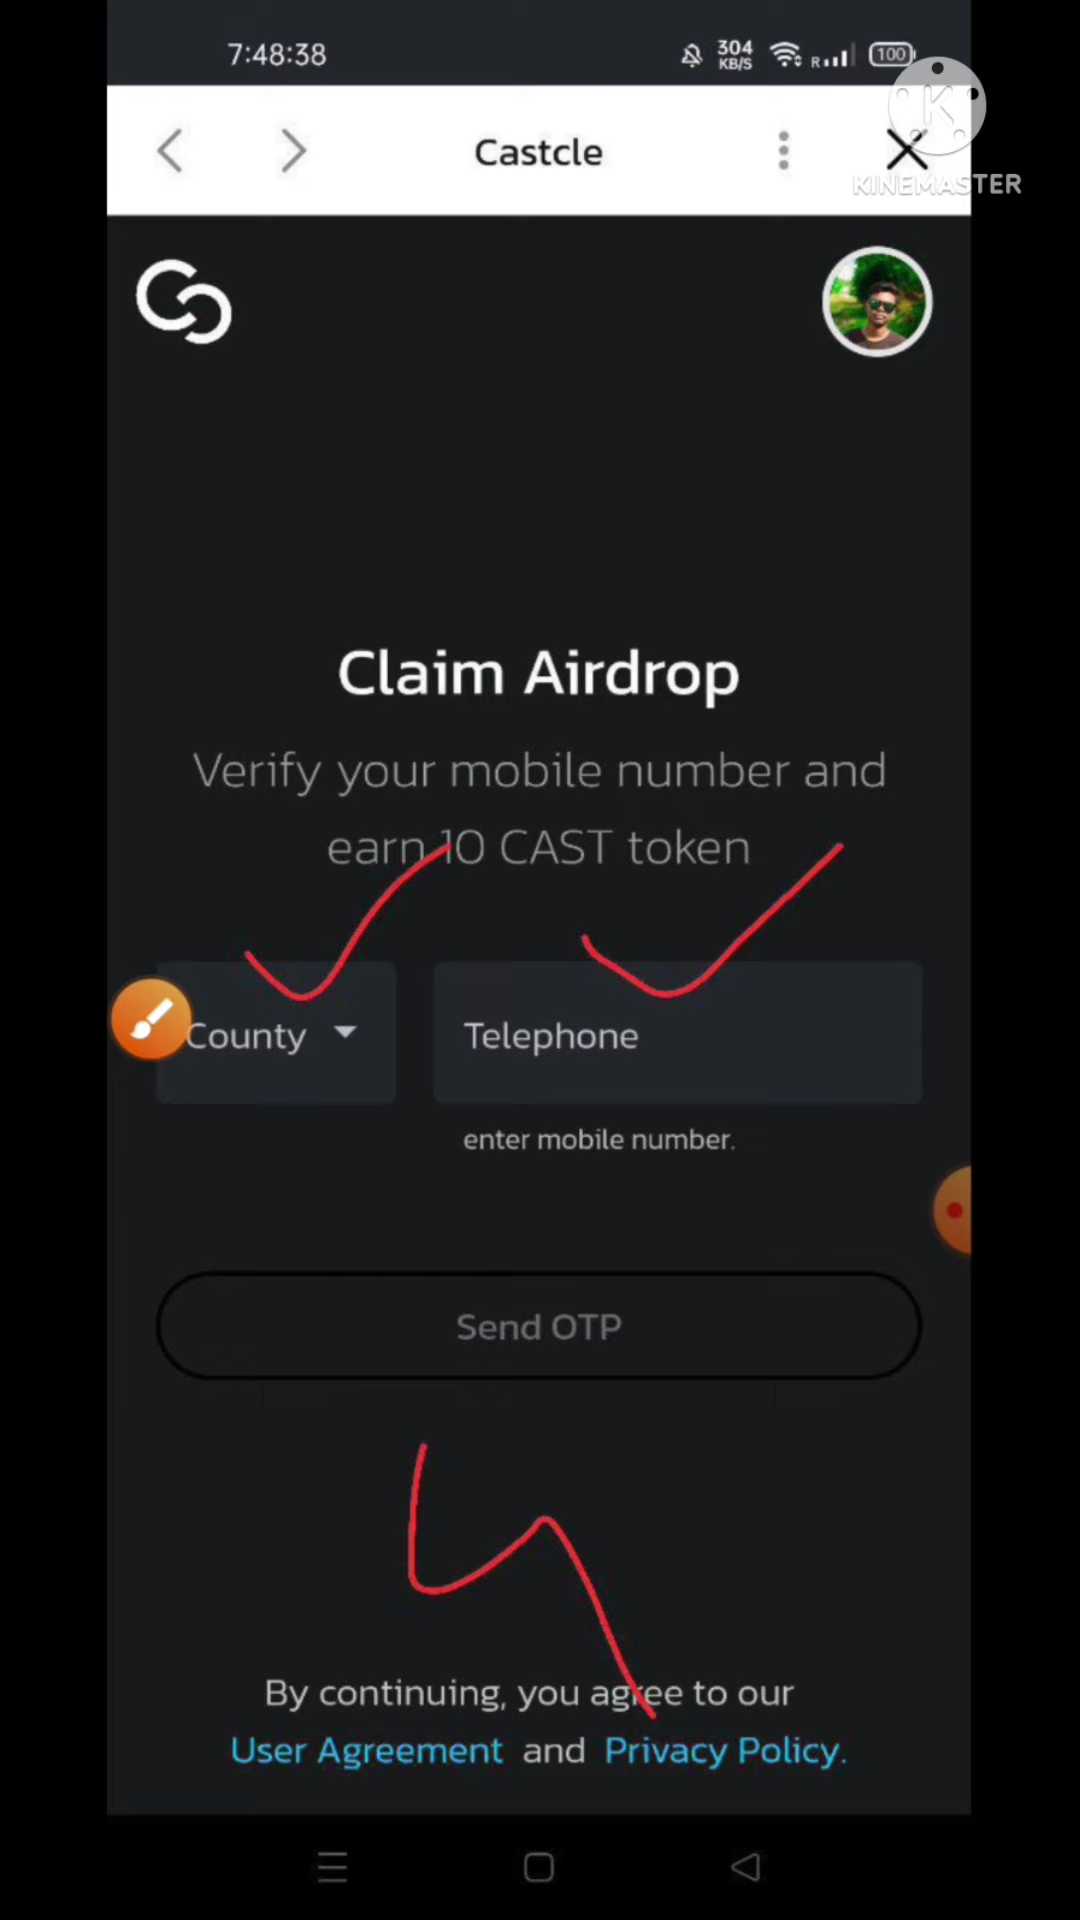 7:48:38
304
KB/S
R
100
Castcle
K
KINEMASTER
Claim Airdrop
Verify your mobile number and
earn 10 CAST token
County
Telephone
enter mobile number.
Send OTP
By continuing, you agree to our
User Agreement and Privacy Policy.